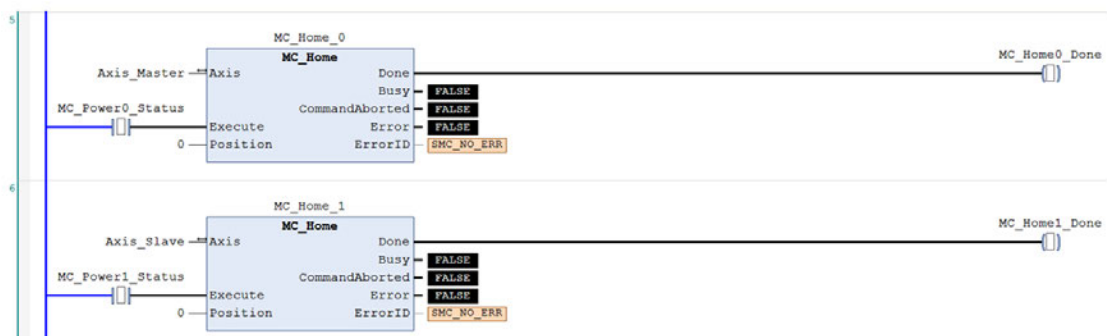 5
MC_Home_0
MC_Home
MC_Home0_Done
Axis_Master Axis Done
Busy FALSE
MC_Power0_Status CommandAborted FALSE
Execute Error FALSE
0 Position ErrorID SMC_NO_ERR
6
MC_Home_1
MC_Home
MC_Home1_Done
Axis_Slave Axis Done
Busy FALSE
MC_Power1_Status CommandAborted FALSE
Execute Error FALSE
0 Position ErrorID SMC_NO_ERR